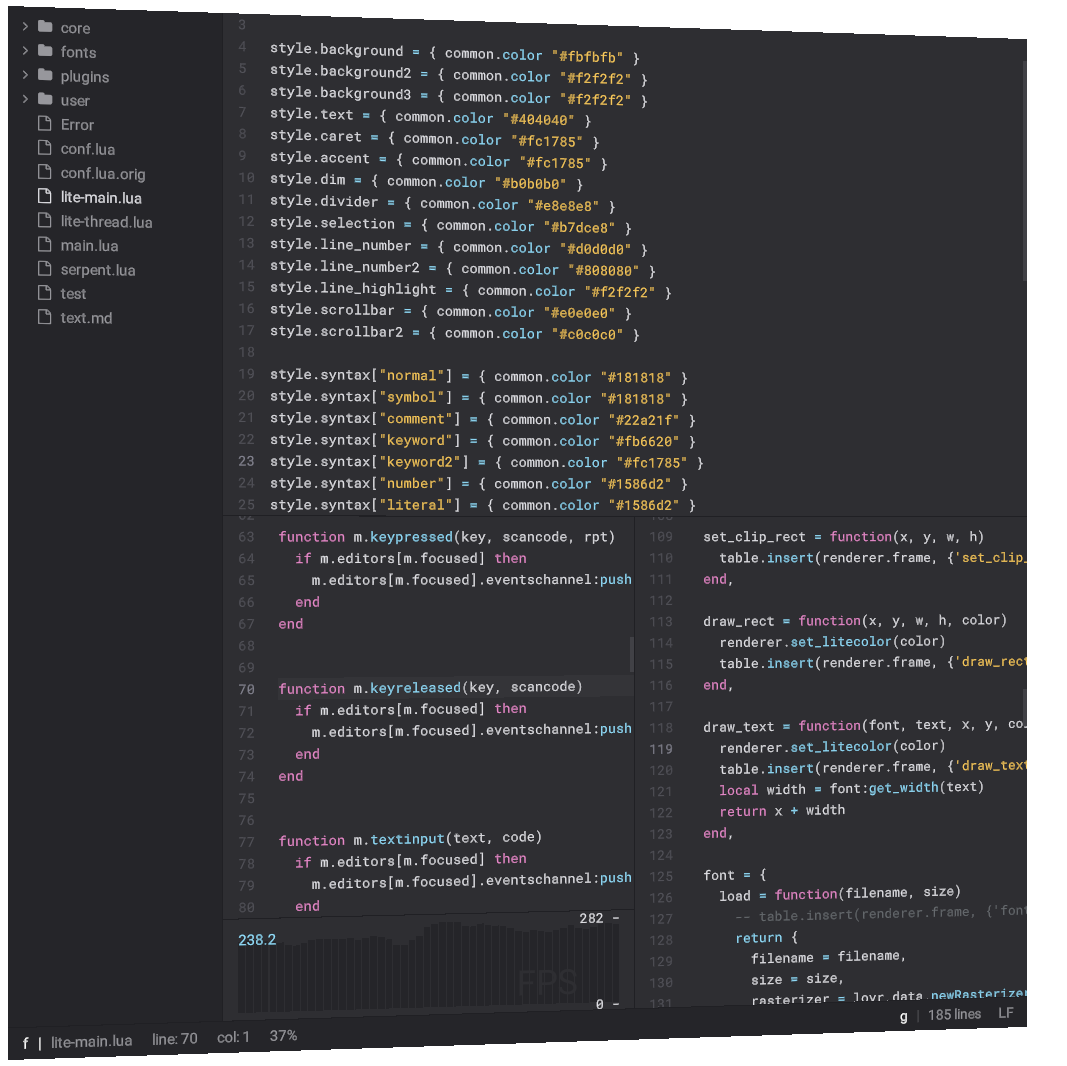 core
fonts
plugins
user
Error
conf.lua
conf.lua.orig
lite-main.lua
lite-thread.lua
main.lua
serpent.lua
test
text.md
3
4 style.background = { common.color "#fbfbfb" }
5 style.background2 = { common.color "#f2f2f2" }
6 style.background3 = { common.color "#f2f2f2" }
7 style.text = { common.color "#404040" }
8 style.caret = { common.color "#fc1785" }
9 style.accent = { common.color "#fc1785" }
10 style.dim = { common.color "#b0b0b0" }
11 style.divider = { common.color "#e8e8e8" }
12 style.selection = { common.color "#b7dce8" }
13 style.line_number = { common.color "#d0d0d0" }
14 style.line_number2 = { common.color "#808080" }
15 style.line_highlight = { common.color "#f2f2f2" }
16 style.scrollbar = { common.color "#e0e0e0" }
17 style.scrollbar2 = { common.color "#c0c0c0" }
18
19 style.syntax["normal"] = { common.color "#181818" }
20 style.syntax["symbol"] = { common.color "#181818" }
21 style.syntax["comment"] = { common.color "#22a21f" }
22 style.syntax["keyword"] = { common.color "#fb6620" }
23 style.syntax["keyword2"] = { common.color "#fc1785" }
24 style.syntax["number"] = { common.color "#1586d2" }
25 style.syntax["literal"] = { common.color "#1586d2" }
63 function m.keypressed(key, scancode, rpt)
64 if m.editors[m.focused] then
65 m.editors[m.focused].eventschannel:push
66 end
67 end
68
69
70 function m.keyreleased(key, scancode)
71 if m.editors[m.focused] then
72 m.editors[m.focused].eventschannel:push
73 end
74 end
75
76
77 function m.textinput(text, code)
78 if m.editors[m.focused] then
79 m.editors[m.focused].eventschannel:push
80 end
282 -
238.2
FPS
0 -
109 set_clip_rect = function(x, y, w, h)
110 table.insert(renderer.frame, {'set_clip_
111 end,
112
113 draw_rect = function(x, y, w, h, color)
114 renderer.set_litecolor(color)
115 table.insert(renderer.frame, {'draw_rect
116 end,
117
118 draw_text = function(font, text, x, y, co
119 renderer.set_litecolor(color)
120 table.insert(renderer.frame, {'draw_text
121 local width = font:get_width(text)
122 return x + width
123 end,
124
125 font = {
126 load = function(filename, size)
127 -- table.insert(renderer.frame, {'font
128 return {
129 filename = filename,
130 size = size,
131 rasterizer = lovr.data.newRasterizer
f | lite-main.lua line: 70 col: 1 37%
g | 185 lines LF